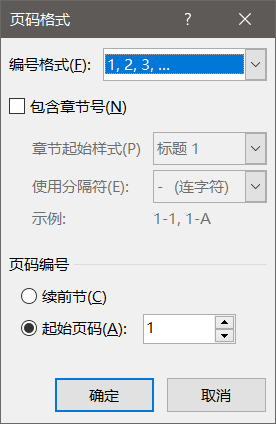 页码格式 ?
编号格式(F): 1, 2, 3, ...
包含章节号(N)
章节起始样式(P) 标题 1
使用分隔符(E): - (连字符)
示例: 1-1, 1-A
页码编号
续前节(C)
起始页码(A): 1
确定 取消